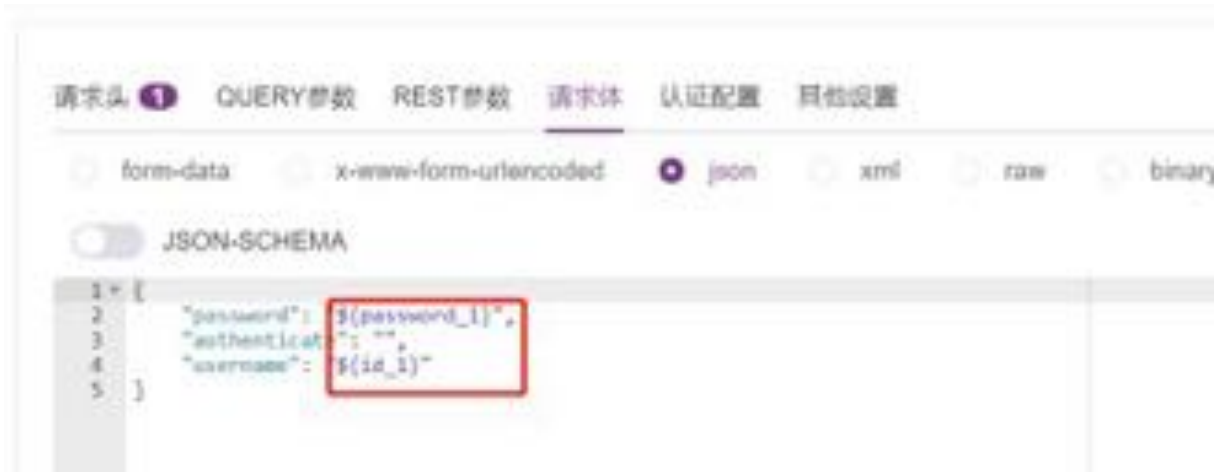 请求头 1 QUERY参数 REST参数 请求体 认证配置 其他设置
form-data x-www-form-urlencoded json xml raw binary
JSON-SCHEMA
1 {
2 "password": "${password_1}",
3 "authenticate": "",
4 "username": "${id_1}"
5 }